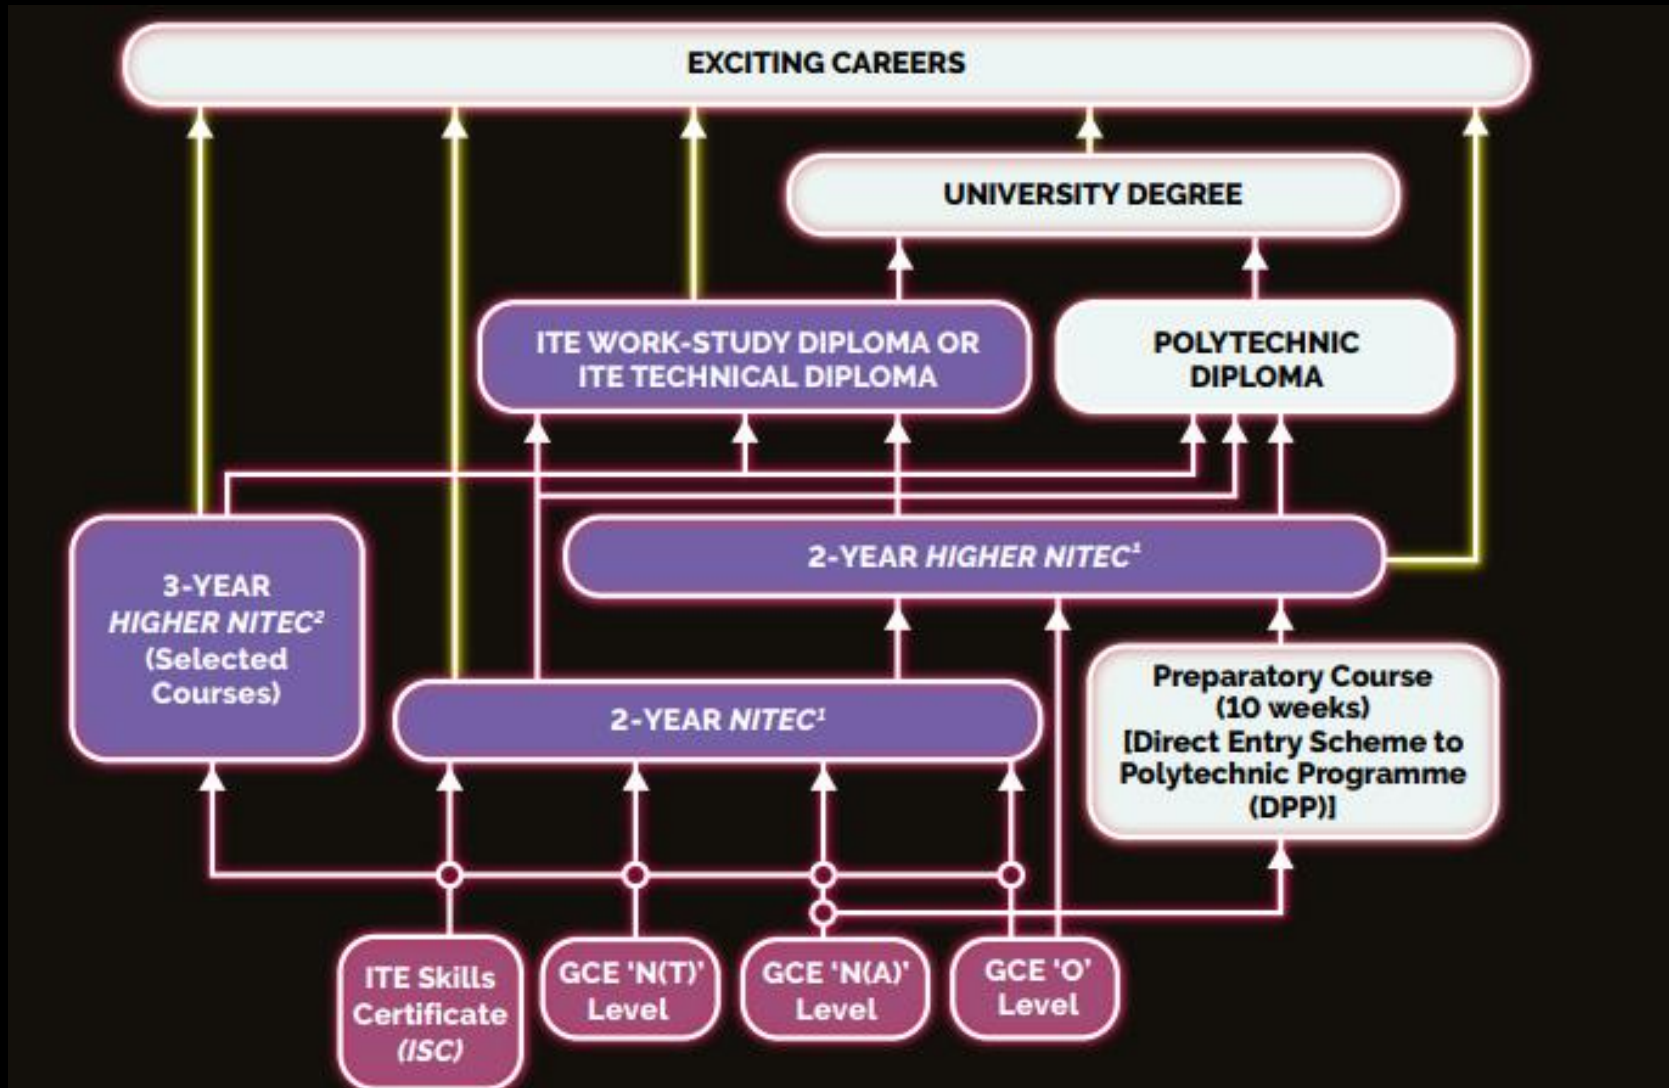 EXCITING CAREERS
UNIVERSITY DEGREE
ITE WORK-STUDY DIPLOMA OR
ITE TECHNICAL DIPLOMA
POLYTECHNIC
DIPLOMA
2-YEAR HIGHER NITEC¹
3-YEAR
HIGHER NITEC²
(Selected
Courses)
2-YEAR NITEC¹
Preparatory Course
(10 weeks)
[Direct Entry Scheme to
Polytechnic Programme
(DPP)]
ITE Skills
Certificate
(ISC)
GCE ‘N(T)’
Level
GCE ‘N(A)’
Level
GCE ‘O’
Level